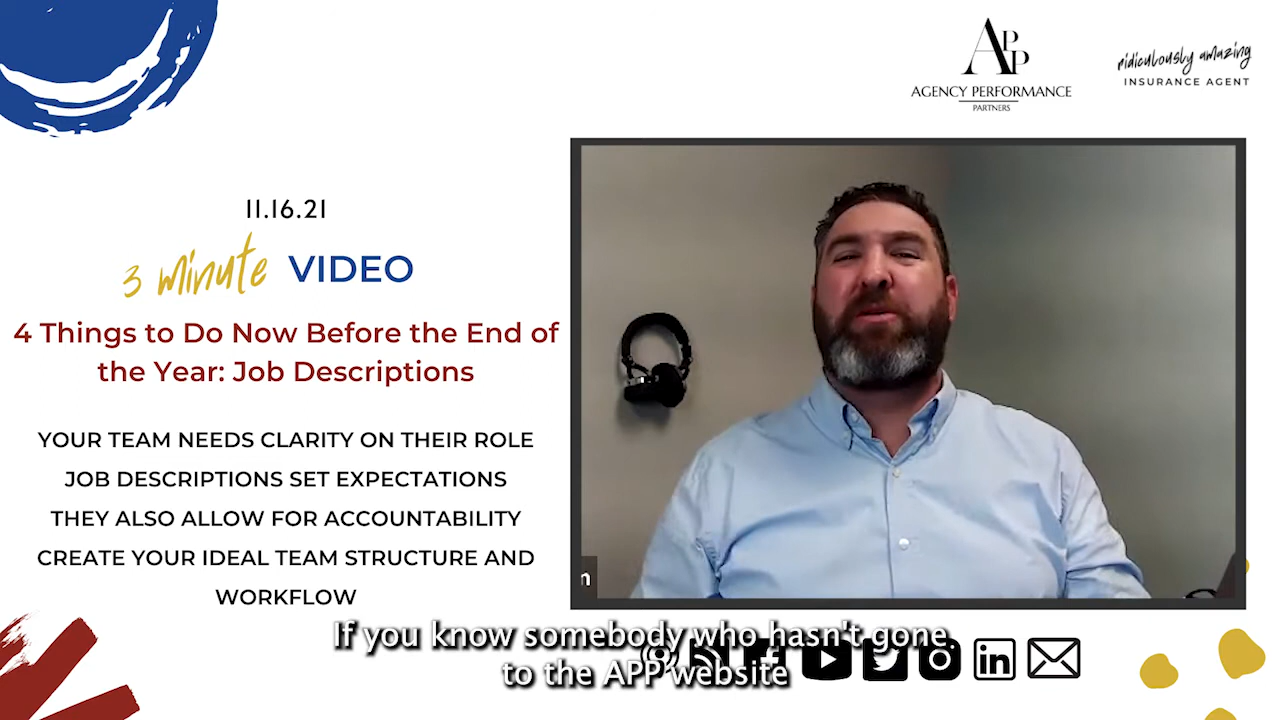 APP
AGENCY PERFORMANCE
PARTNERS
ridiculously amazing
INSURANCE AGENT
11.16.21
3 minute VIDEO
4 Things to Do Now Before the End of
the Year: Job Descriptions
YOUR TEAM NEEDS CLARITY ON THEIR ROLE
JOB DESCRIPTIONS SET EXPECTATIONS
THEY ALSO ALLOW FOR ACCOUNTABILITY
CREATE YOUR IDEAL TEAM STRUCTURE AND
WORKFLOW
n
If you know somebody who hasn't gone
to the APP website
in